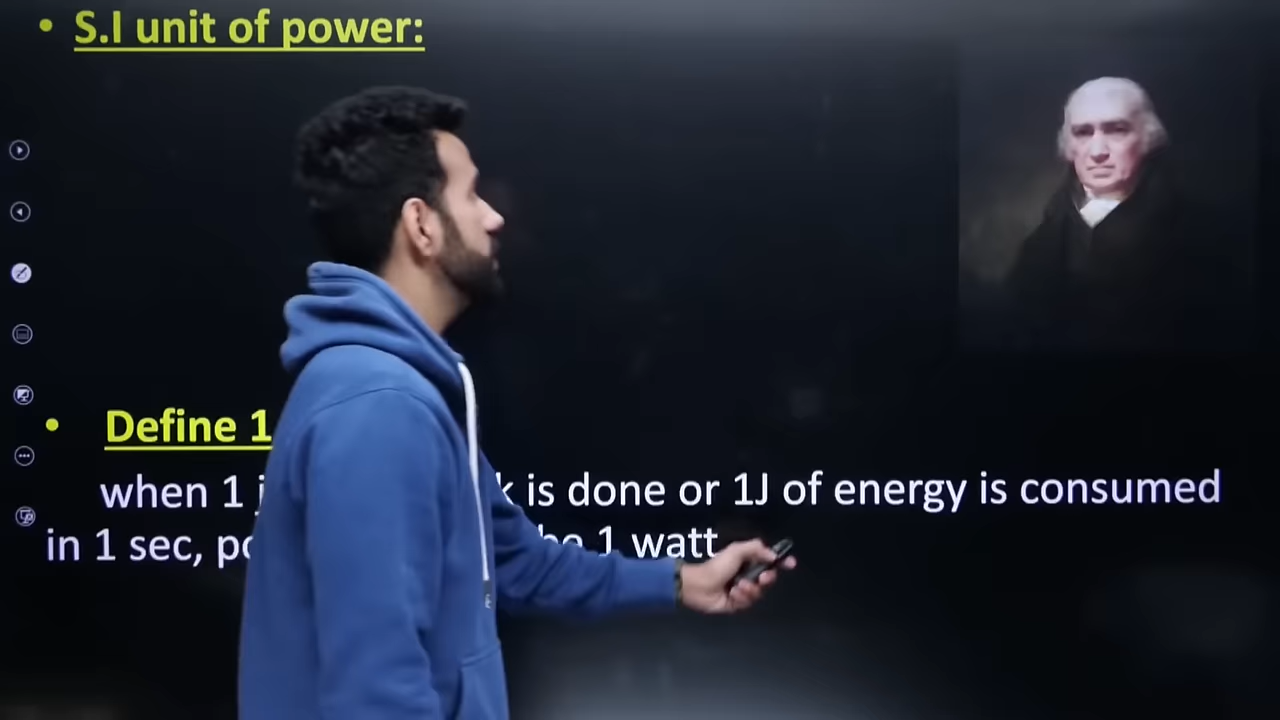 S.I unit of power:
Define 1
when 1 is done or 1J of energy is consumed
in 1 sec, 1 watt